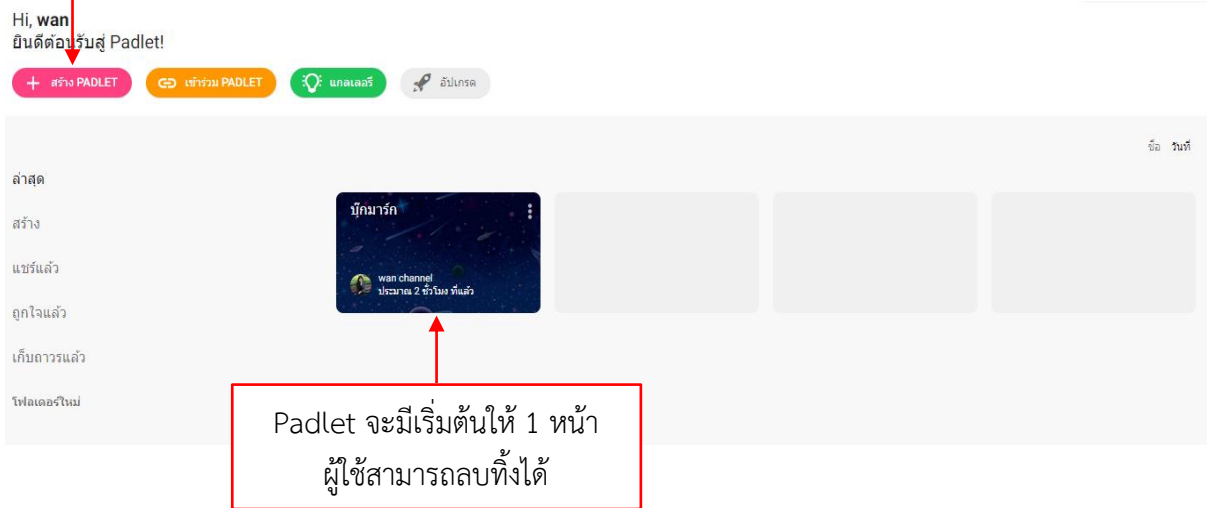 Hi, wan
ยินดีต้อนรับสู่ Padlet!
+ สร้าง PADLET
เข้าร่วม PADLET
แกลเลอรี
อัปเกรด
ชื่อ วันที่
ล่าสุด
สร้าง
แชร์แล้ว
ถูกใจแล้ว
เก็บถาวรแล้ว
โฟลเดอร์ใหม่
บุ๊กมาร์ก
wan channel
ประมาณ 2 ชั่วโมง ที่แล้ว
Padlet จะมีเริ่มต้นให้ 1 หน้า
ผู้ใช้สามารถลบทิ้งได้